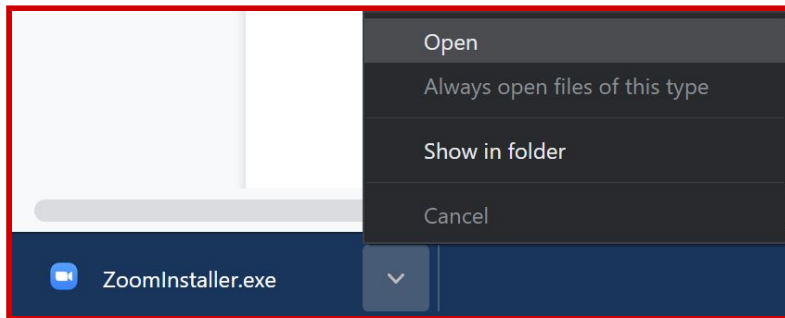 Open
Always open files of this type
Show in folder
Cancel
ZoomInstaller.exe